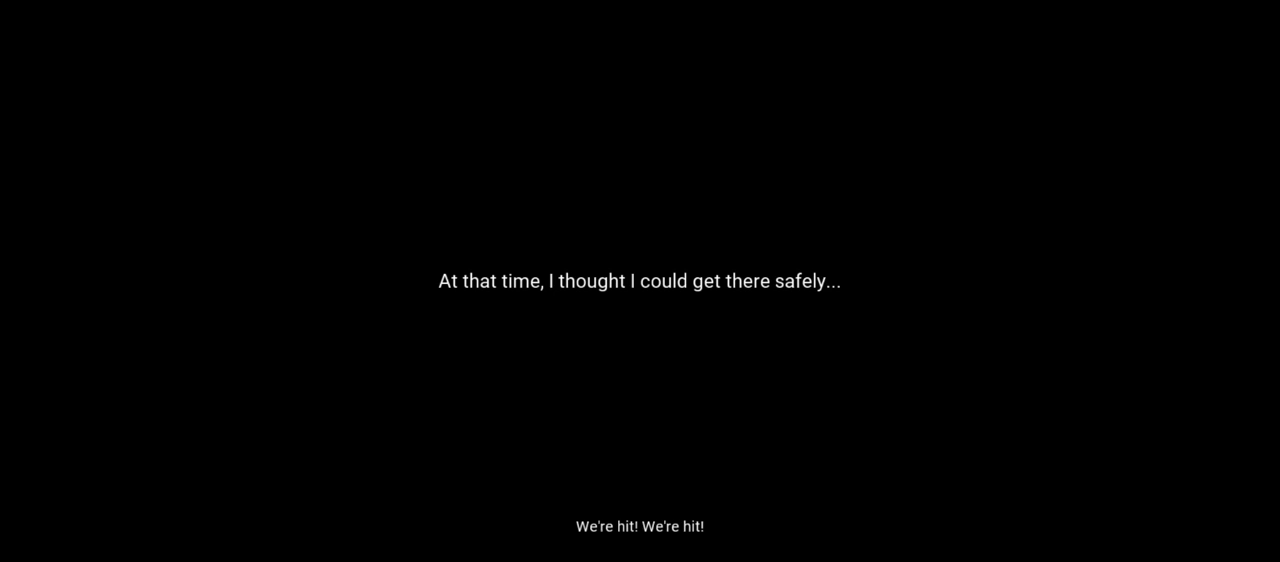 At that time, I thought I could get there safely...
We're hit! We're hit!